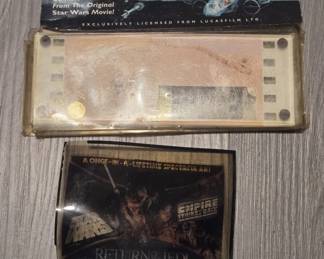 From The Original
Star Wars Movie!
EXCLUSIVELY LICENSED FROM LUCASFILM LTD.
A ONCE-IN-A-LIFETIME SPECTACULAR!
STAR
WARS
EMPIRE
STRIKES BACK
RETURN OF THE JEDI